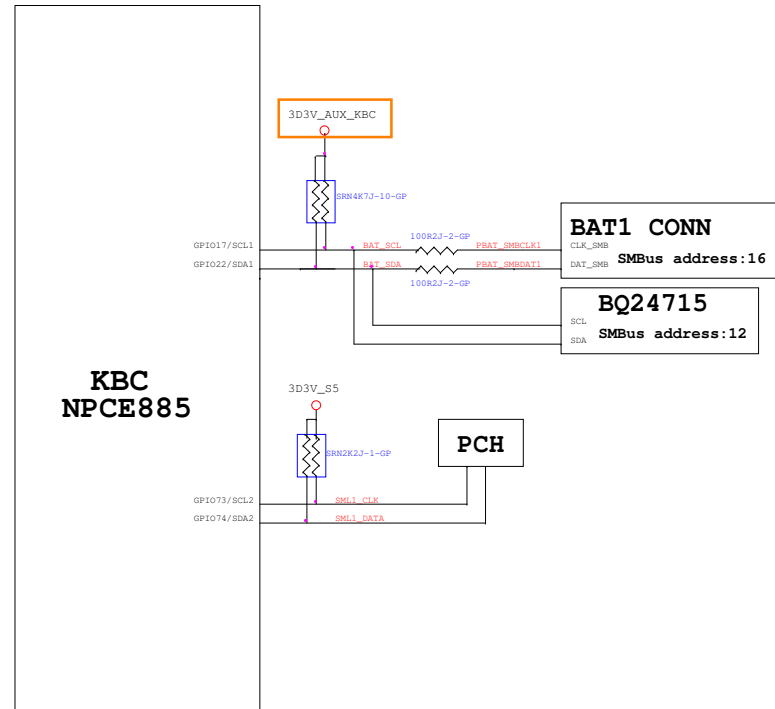 3D3V_AUX_KBC
SRN4K7J-10-GP
100R2J-2-GP
BAT1 CONN
GPIO17/SCL1
BAT_SCL
PBAT_SMBCLK1
CLK_SMB
SMBus address:16
GPIO22/SDA1
BAT_SDA
PBAT_SMBDAT1
DAT_SMB
100R2J-2-GP
BQ24715
SCL
SMBus address:12
SDA
KBC
NPCE885
3D3V_S5
SRN2K2J-1-GP
PCH
GPIO73/SCL2
SML1_CLK
GPIO74/SDA2
SML1_DATA